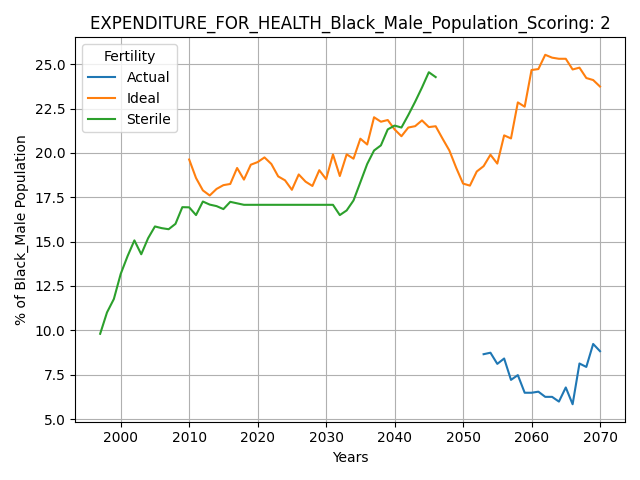 EXPENDITURE_FOR_HEALTH_Black_Male_Population_Scoring: 2
Fertility
Actual
Ideal
Sterile
% of Black_Male Population
25.0
22.5
20.0
17.5
15.0
12.5
10.0
7.5
5.0
2000 2010 2020 2030 2040 2050 2060 2070
Years